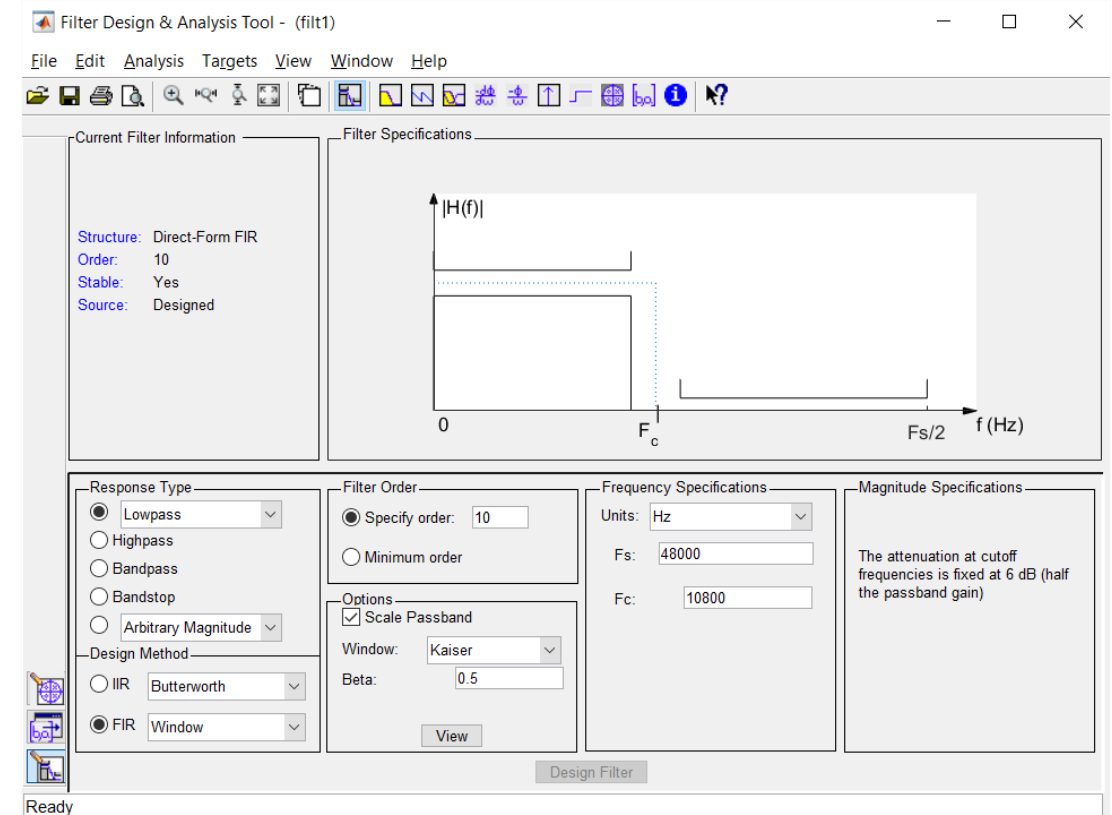 Filter Design & Analysis Tool - (filt1)
File Edit Analysis Targets View Window Help
Current Filter Information
Structure: Direct-Form FIR
Order: 10
Stable: Yes
Source: Designed
Filter Specifications
|H(f)|
0
Fc
Fs/2
f (Hz)
Response Type
Lowpass
Highpass
Bandpass
Bandstop
Arbitrary Magnitude
Design Method
IIR Butterworth
FIR Window
Filter Order
Specify order: 10
Minimum order
Options
Scale Passband
Window: Kaiser
Beta: 0.5
View
Frequency Specifications
Units: Hz
Fs: 48000
Fc: 10800
Magnitude Specifications
The attenuation at cutoff
frequencies is fixed at 6 dB (half
the passband gain)
Design Filter
Ready